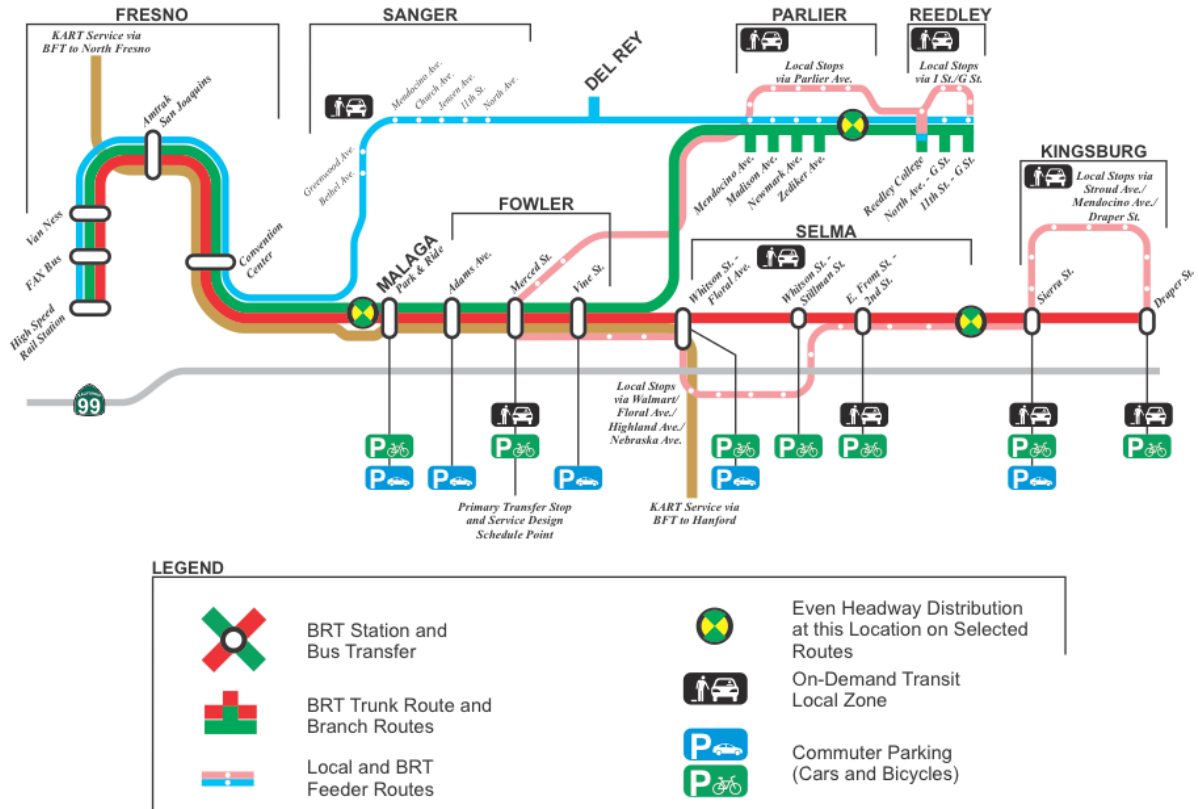 FRESNO
SANGER
PARLIER
REEDLEY
KART Service via
BFT to North Fresno
Local Stops
via Parlier Ave.
Local Stops
via I St./G St.
DEL REY
Amtrak
San Joaquins
Mendocino Ave.
Church Ave.
Jensen Ave.
11th St.
North Ave.
Greenwood Ave.
Bethel Ave.
Mendocino Ave.
Madison Ave.
Newmark Ave.
Zediker Ave.
Reedley College
North Ave. - G St.
11th St. - G St.
KINGSBURG
Local Stops via
Stroud Ave./
Mendocino Ave./
Draper St.
Van Ness
FAX Bus
High Speed
Rail Station
Convention
Center
FOWLER
SELMA
MALAGA
Park & Ride
Adams Ave.
Merced St.
Vine St.
Whitson St. -
Floral Ave.
Whitson St. -
Stillman St.
E. Front St. -
2nd St.
Sierra St.
Draper St.
CALIFORNIA
99
Local Stops
via Walmart/
Floral Ave./
Highland Ave./
Nebraska Ave.
P
P
P
P
P
P
P
P
P
P
P
P
Primary Transfer Stop
and Service Design
Schedule Point
KART Service via
BFT to Hanford
LEGEND
BRT Station and
Bus Transfer
BRT Trunk Route and
Branch Routes
Local and BRT
Feeder Routes
Even Headway Distribution
at this Location on Selected
Routes
On-Demand Transit
Local Zone
P
P
Commuter Parking
(Cars and Bicycles)